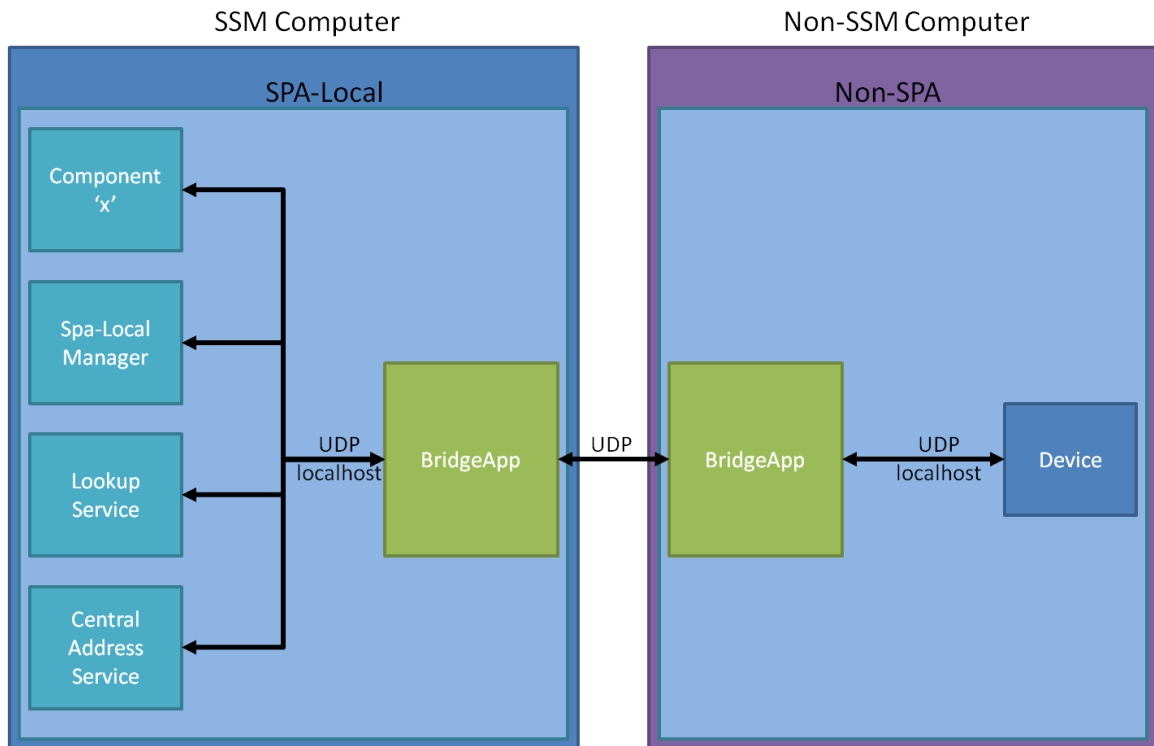 SSM Computer
Non-SSM Computer
SPA-Local
Non-SPA
Component
‘x’
Spa-Local
Manager
Lookup
Service
Central
Address
Service
UDP
localhost
BridgeApp
UDP
BridgeApp
UDP
localhost
Device